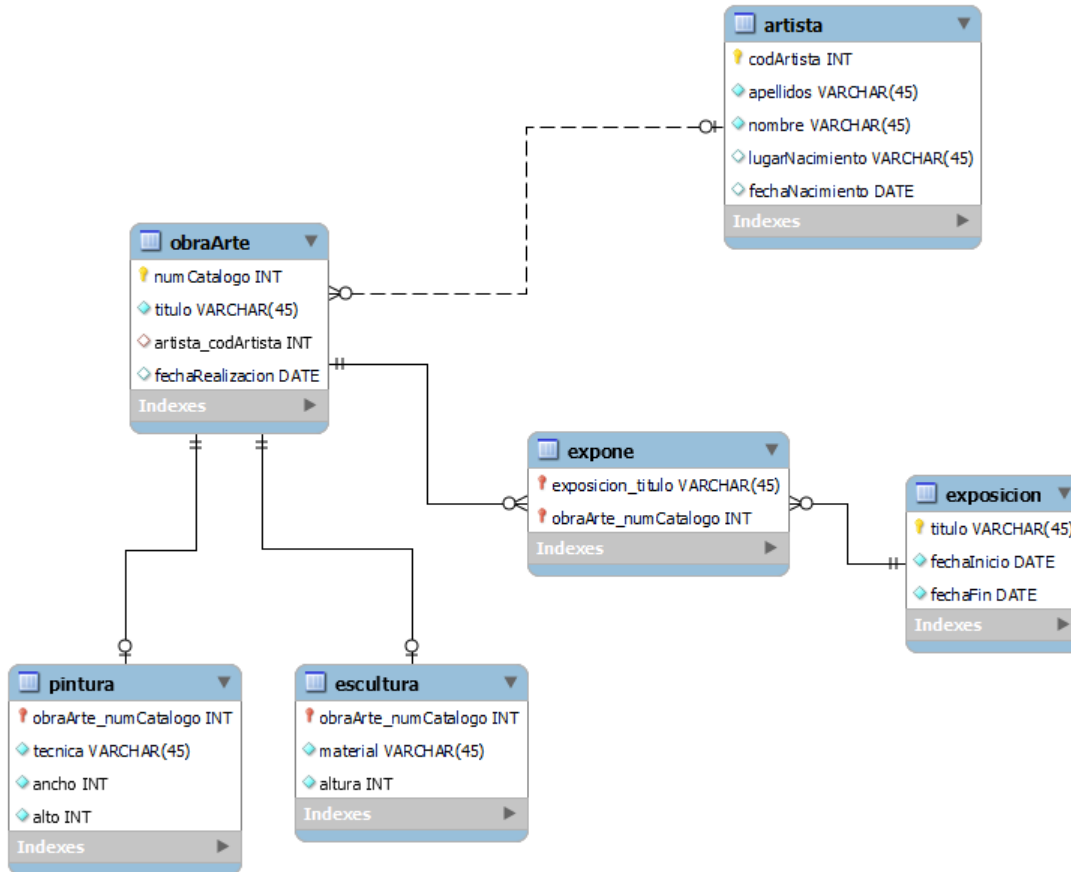 artista
codArtista INT
apellidos VARCHAR(45)
nombre VARCHAR(45)
lugarNacimiento VARCHAR(45)
fechaNacimiento DATE
Indexes
obraArte
numCatalogo INT
titulo VARCHAR(45)
artista_codArtista INT
fechaRealizacion DATE
Indexes
expone
exposicion_titulo VARCHAR(45)
obraArte_numCatalogo INT
Indexes
exposicion
titulo VARCHAR(45)
fechaInicio DATE
fechaFin DATE
Indexes
pintura
obraArte_numCatalogo INT
tecnica VARCHAR(45)
ancho INT
alto INT
Indexes
escultura
obraArte_numCatalogo INT
material VARCHAR(45)
altura INT
Indexes